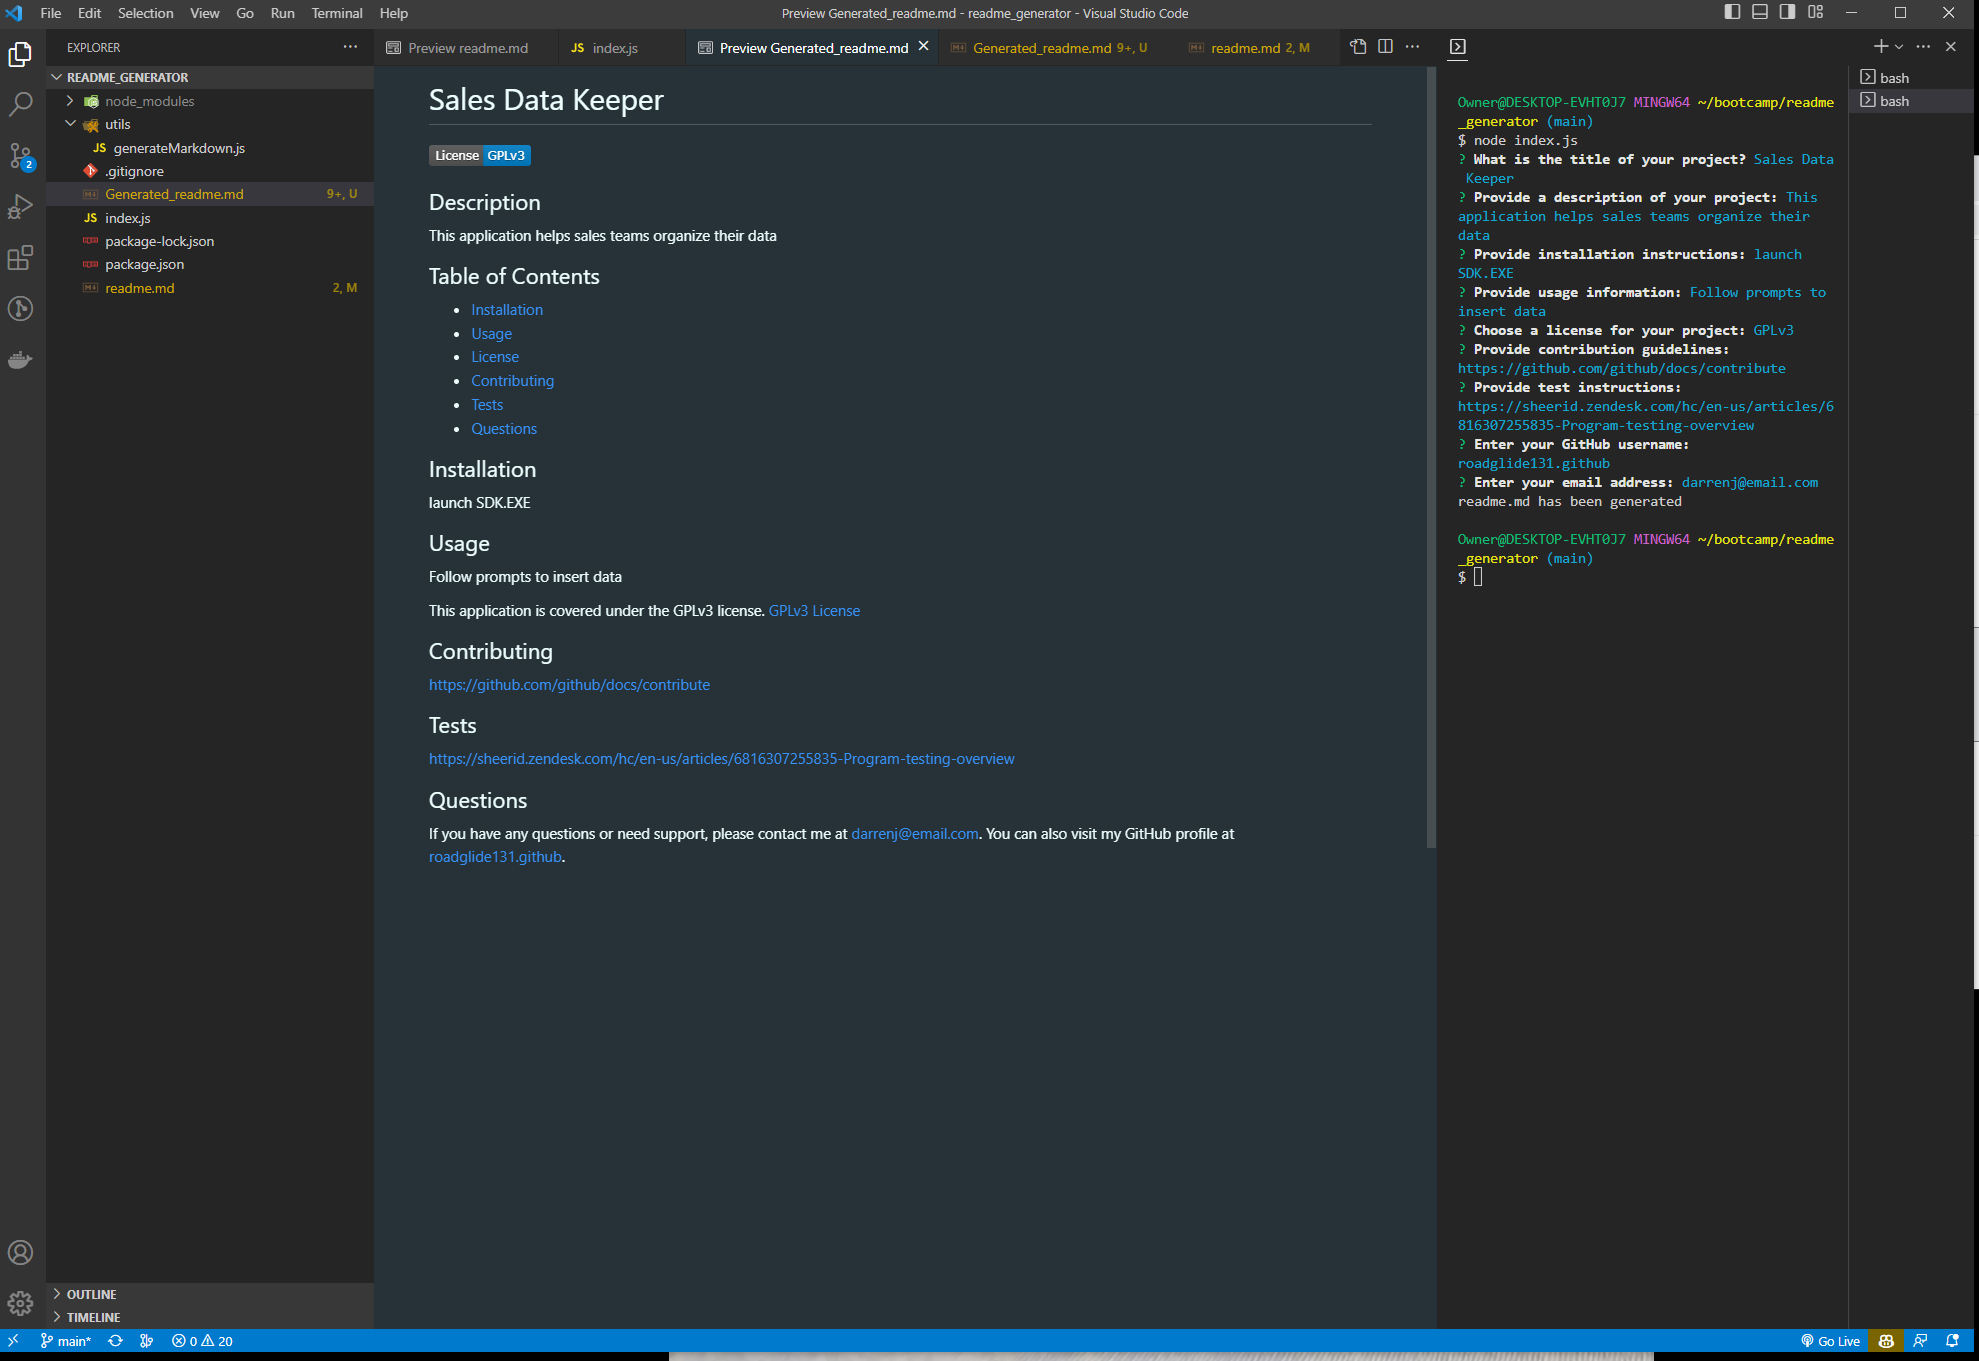 File Edit Selection View Go Run Terminal Help
Preview Generated_readme.md - readme_generator - Visual Studio Code
EXPLORER
README_GENERATOR
node_modules
utils
JS generateMarkdown.js
.gitignore
Generated_readme.md 9+, U
JS index.js
package-lock.json
package.json
readme.md 2, M
OUTLINE
TIMELINE
Preview readme.md
JS index.js
Preview Generated_readme.md
Generated_readme.md 9+, U
readme.md 2, M
Sales Data Keeper
License GPLv3
Description
This application helps sales teams organize their data
Table of Contents
• Installation
• Usage
• License
• Contributing
• Tests
• Questions
Installation
launch SDK.EXE
Usage
Follow prompts to insert data
This application is covered under the GPLv3 license. GPLv3 License
Contributing
https://github.com/github/docs/contribute
Tests
https://sheerid.zendesk.com/hc/en-us/articles/6816307255835-Program-testing-overview
Questions
If you have any questions or need support, please contact me at darrenj@email.com. You can also visit my GitHub profile at
roadglide131.github.
Owner@DESKTOP-EVHT0J7 MINGW64 ~/bootcamp/readme
_generator (main)
$ node index.js
? What is the title of your project? Sales Data
Keeper
? Provide a description of your project: This
application helps sales teams organize their
data
? Provide installation instructions: launch
SDK.EXE
? Provide usage information: Follow prompts to
insert data
? Choose a license for your project: GPLv3
? Provide contribution guidelines:
https://github.com/github/docs/contribute
? Provide test instructions:
https://sheerid.zendesk.com/hc/en-us/articles/6
816307255835-Program-testing-overview
? Enter your GitHub username:
roadglide131.github
? Enter your email address: darrenj@email.com
readme.md has been generated
Owner@DESKTOP-EVHT0J7 MINGW64 ~/bootcamp/readme
_generator (main)
$
bash
bash
2
main* 0 20
Go Live